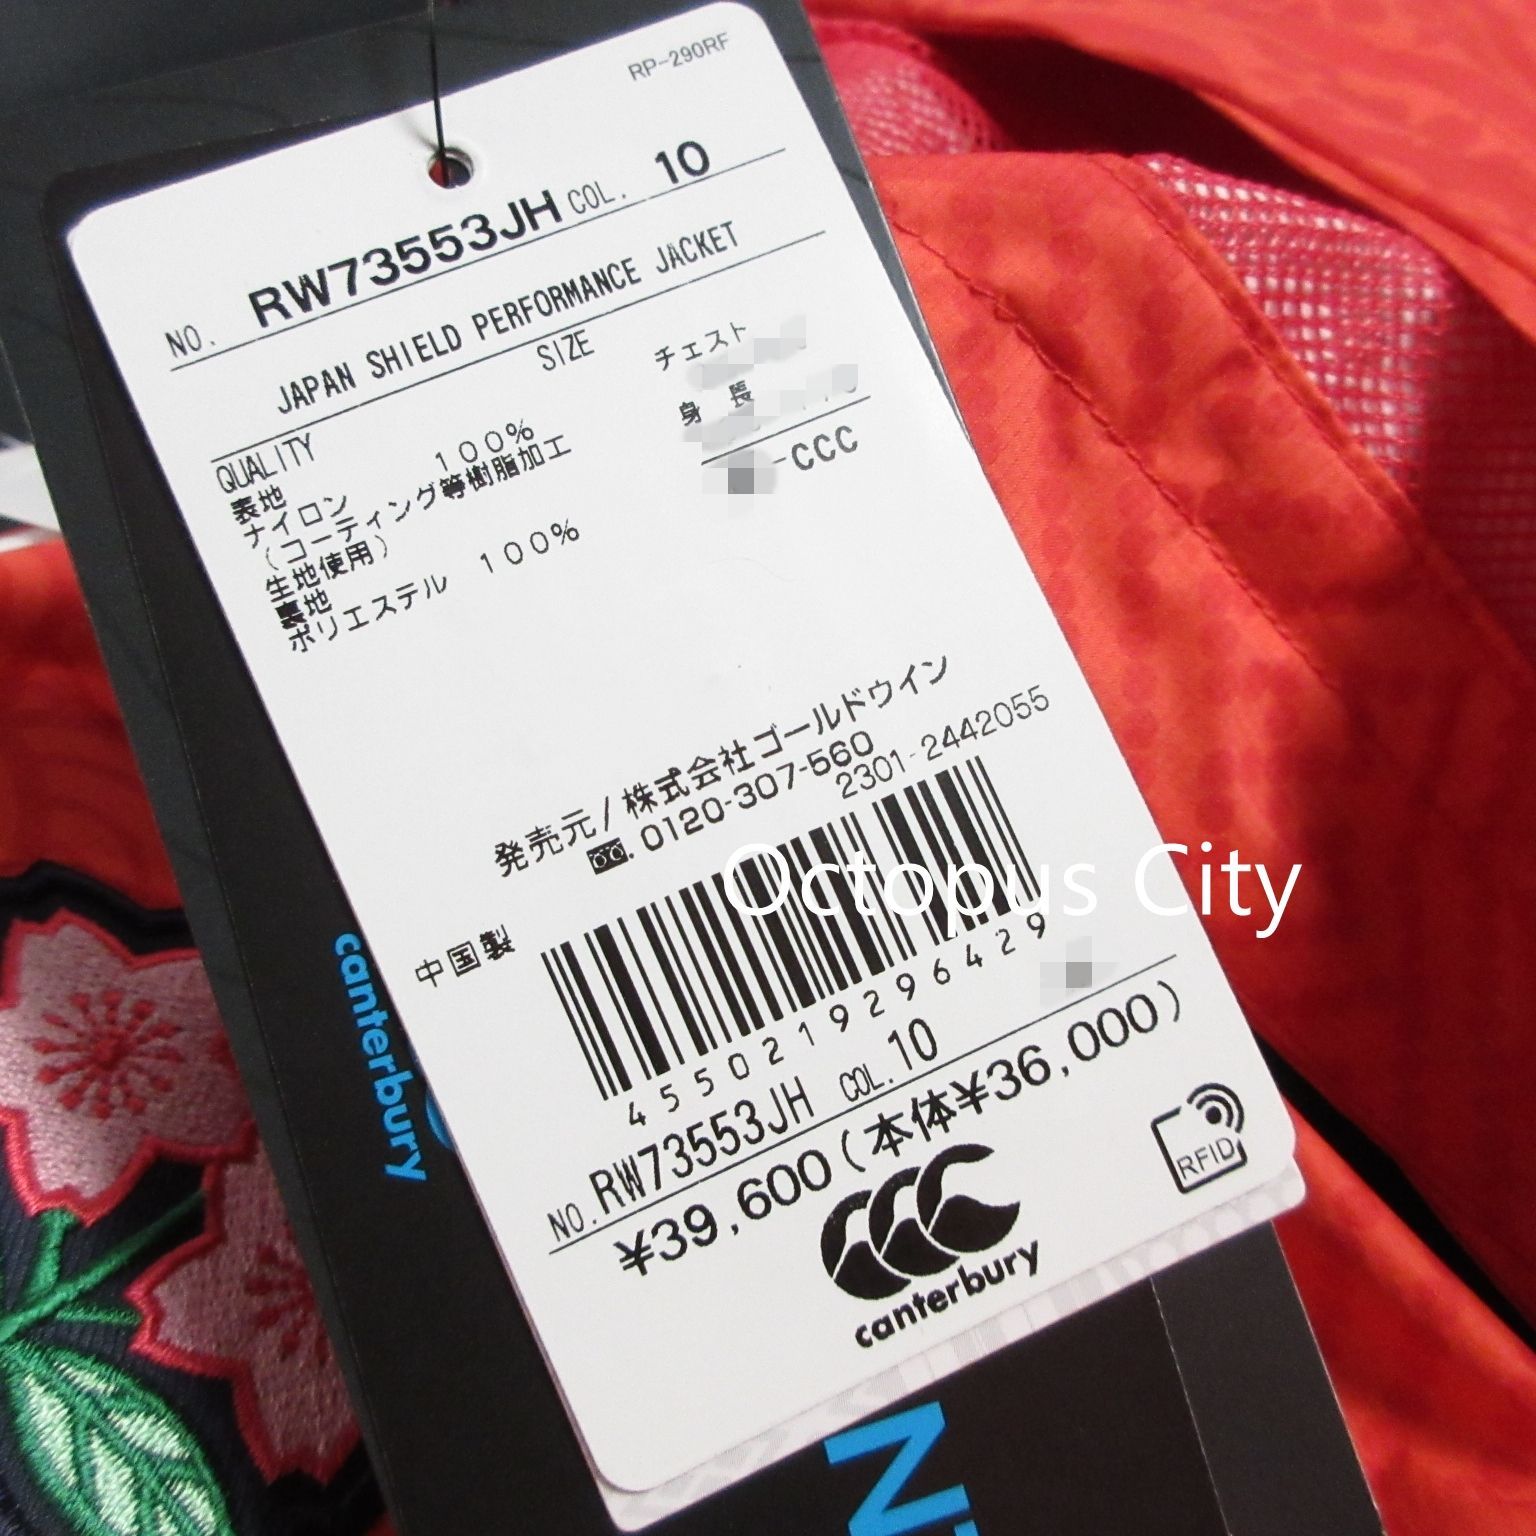 RP-290RF
NO. RW73553JH COL. 10
JAPAN SHIELD PERFORMANCE JACKET
SIZE
チェスト
身長
-CCC
QUALITY
表地 100%
ナイロン
(コーティング等樹脂加工
生地使用)
裏地
ポリエステル 100%
発売元/株式会社ゴールドウイン
0120-307-560
2301-2442055
中国製
4550219296429
NO. RW73553JH COL. 10
¥39,600(本体¥36,000)
RFID
canterbury
canterbury
Octopus City